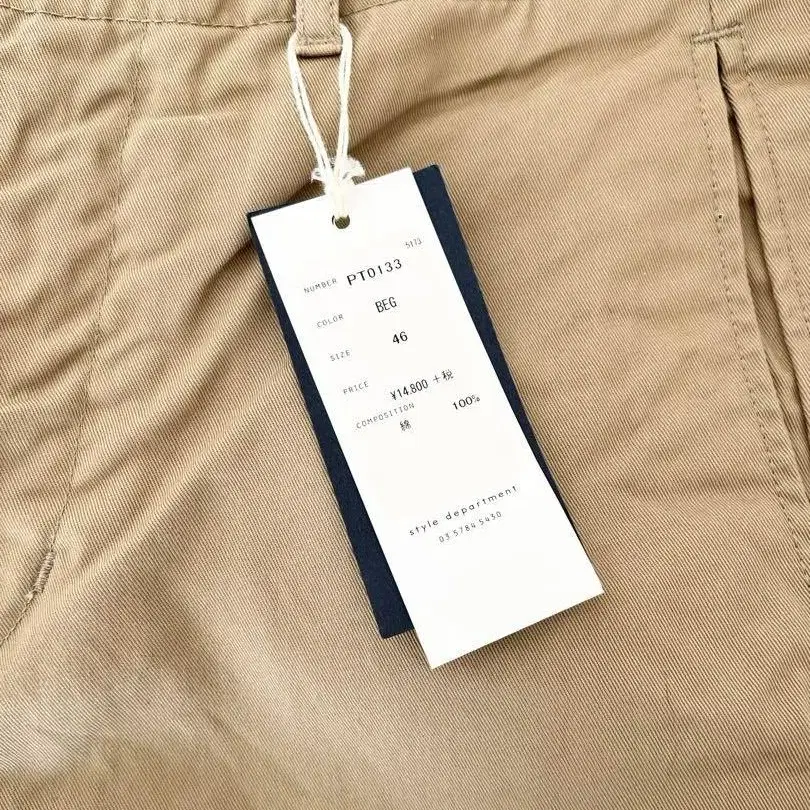 5173
NUMBER PT0133
COLOR BEG
SIZE 46
PRICE ¥14,800 +税
COMPOSITION
綿 100%
style department
03 5784 5430